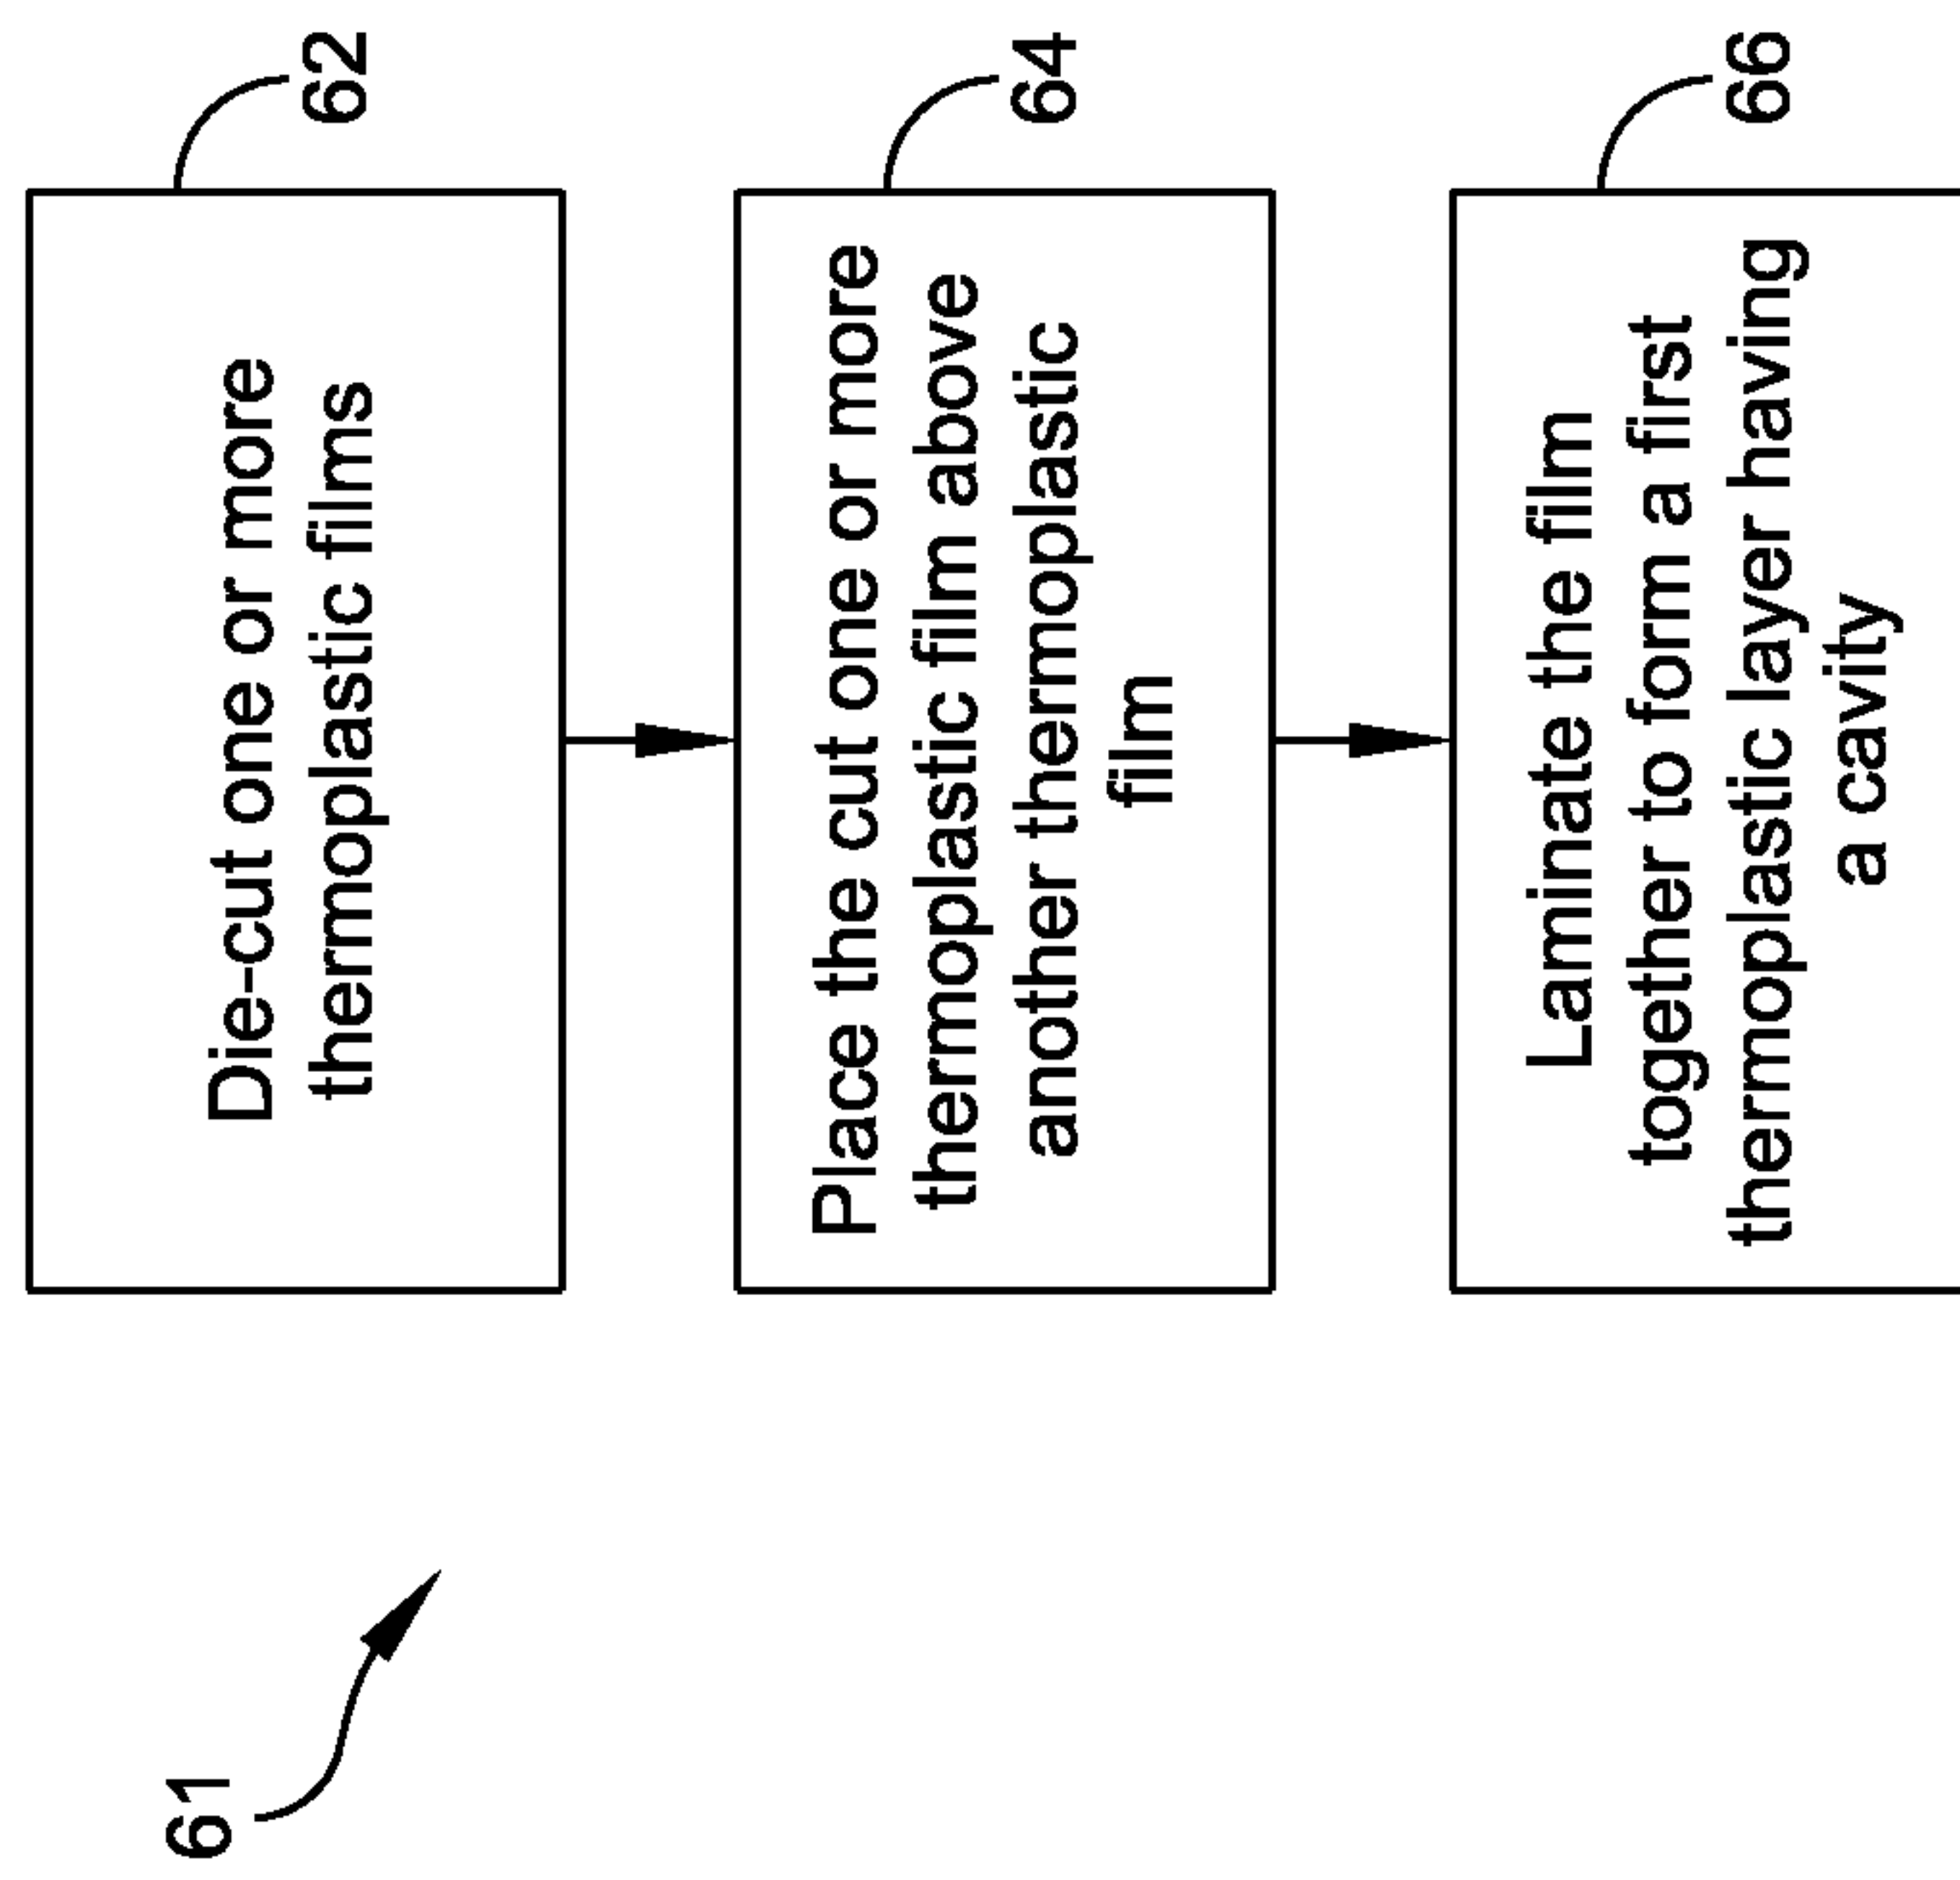 61
62
Die-cut one or more
thermoplastic films
64
Place the cut one or more
thermoplastic film above
another thermoplastic
film
66
Laminate the film
together to form a first
thermoplastic layer having
a cavity